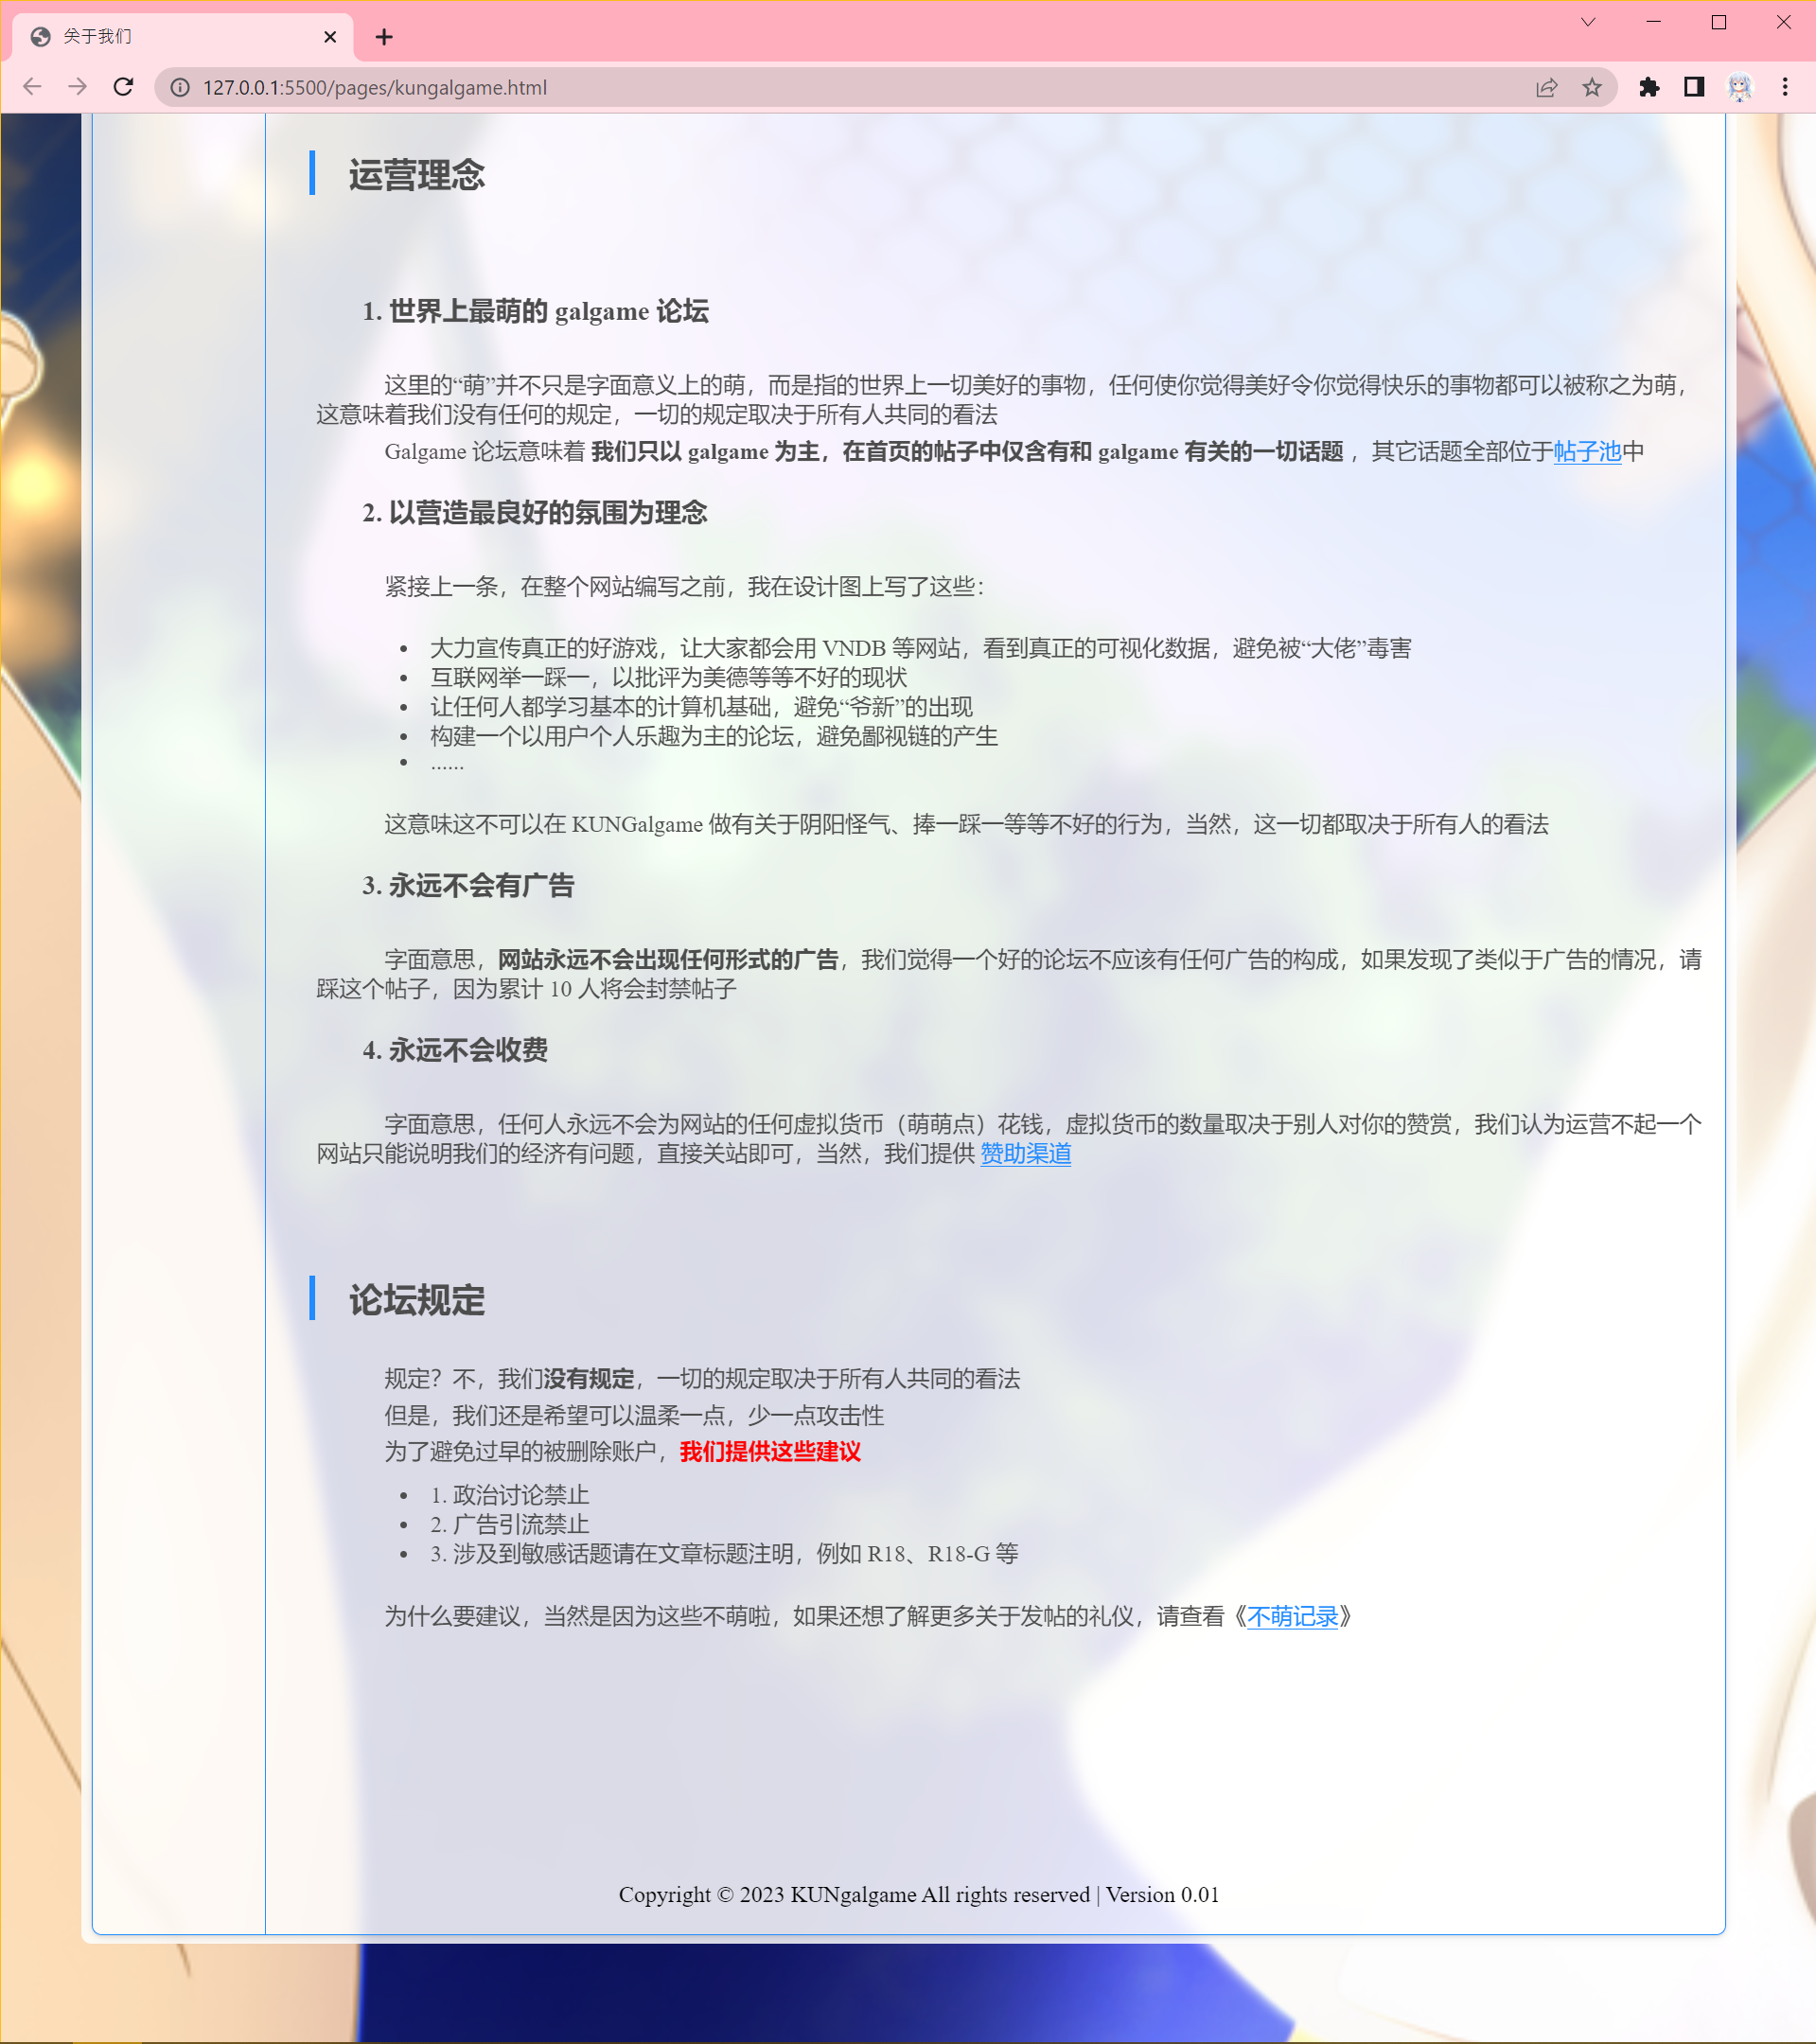 关于我们
127.0.0.1:5500/pages/kungalgame.html
运营理念
1. 世界上最萌的 galgame 论坛
这里的“萌”并不只是字面意义上的萌，而是指的世界上一切美好的事物，任何使你觉得美好令你觉得快乐的事物都可以被称之为萌，
这意味着我们没有任何的规定，一切的规定取决于所有人共同的看法
Galgame 论坛意味着 我们只以 galgame 为主，在首页的帖子中仅含有和 galgame 有关的一切话题 ，其它话题全部位于帖子池中
2. 以营造最良好的氛围为理念
紧接上一条，在整个网站编写之前，我在设计图上写了这些：
• 大力宣传真正的好游戏，让大家都会用 VNDB 等网站，看到真正的可视化数据，避免被“大佬”毒害
• 互联网举一踩一，以批评为美德等等不好的现状
• 让任何人都学习基本的计算机基础，避免“爷新”的出现
• 构建一个以用户个人乐趣为主的论坛，避免鄙视链的产生
• ......
这意味这不可以在 KUNGalgame 做有关于阴阳怪气、捧一踩一等等不好的行为，当然，这一切都取决于所有人的看法
3. 永远不会有广告
字面意思，网站永远不会出现任何形式的广告，我们觉得一个好的论坛不应该有任何广告的构成，如果发现了类似于广告的情况，请
踩这个帖子，因为累计 10 人将会封禁帖子
4. 永远不会收费
字面意思，任何人永远不会为网站的任何虚拟货币（萌萌点）花钱，虚拟货币的数量取决于别人对你的赞赏，我们认为运营不起一个
网站只能说明我们的经济有问题，直接关站即可，当然，我们提供 赞助渠道
论坛规定
规定？不，我们没有规定，一切的规定取决于所有人共同的看法
但是，我们还是希望可以温柔一点，少一点攻击性
为了避免过早的被删除账户，我们提供这些建议
• 1. 政治讨论禁止
• 2. 广告引流禁止
• 3. 涉及到敏感话题请在文章标题注明，例如 R18、R18-G 等
为什么要建议，当然是因为这些不萌啦，如果还想了解更多关于发帖的礼仪，请查看《不萌记录》
Copyright © 2023 KUNgalgame All rights reserved | Version 0.01